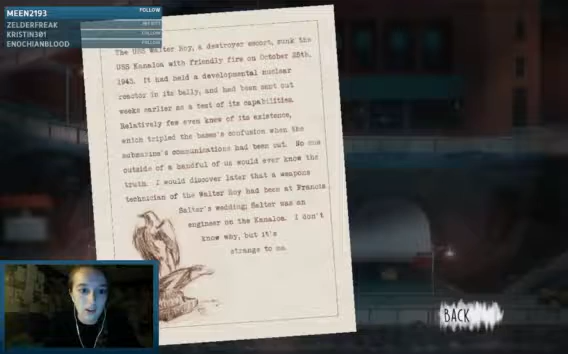 MEEN2193 FOLLOW
ZELDERFREAK
KRISTIN301 FOLLOW
ENOCHIANBLOOD FOLLOW
The USS Walter Roy, a destroyer escort, sunk the
USS Kanaloa with friendly fire on October 25th,
1943. It had held a developmental nuclear
reactor in its belly, and had been sent out
weeks earlier as a test of its capabilities.
Relatively few even knew of its existence,
which tripled the bases's confusion when the
submarine's communications had been cut. No one
outside of a handful of us would ever know the
truth. I would discover later that a weapons
technician of the Walter Roy had been at Francis
Salter's wedding; Salter was an
engineer on the Kanaloa. I don't
know why, but it's
strange to me.
BACK